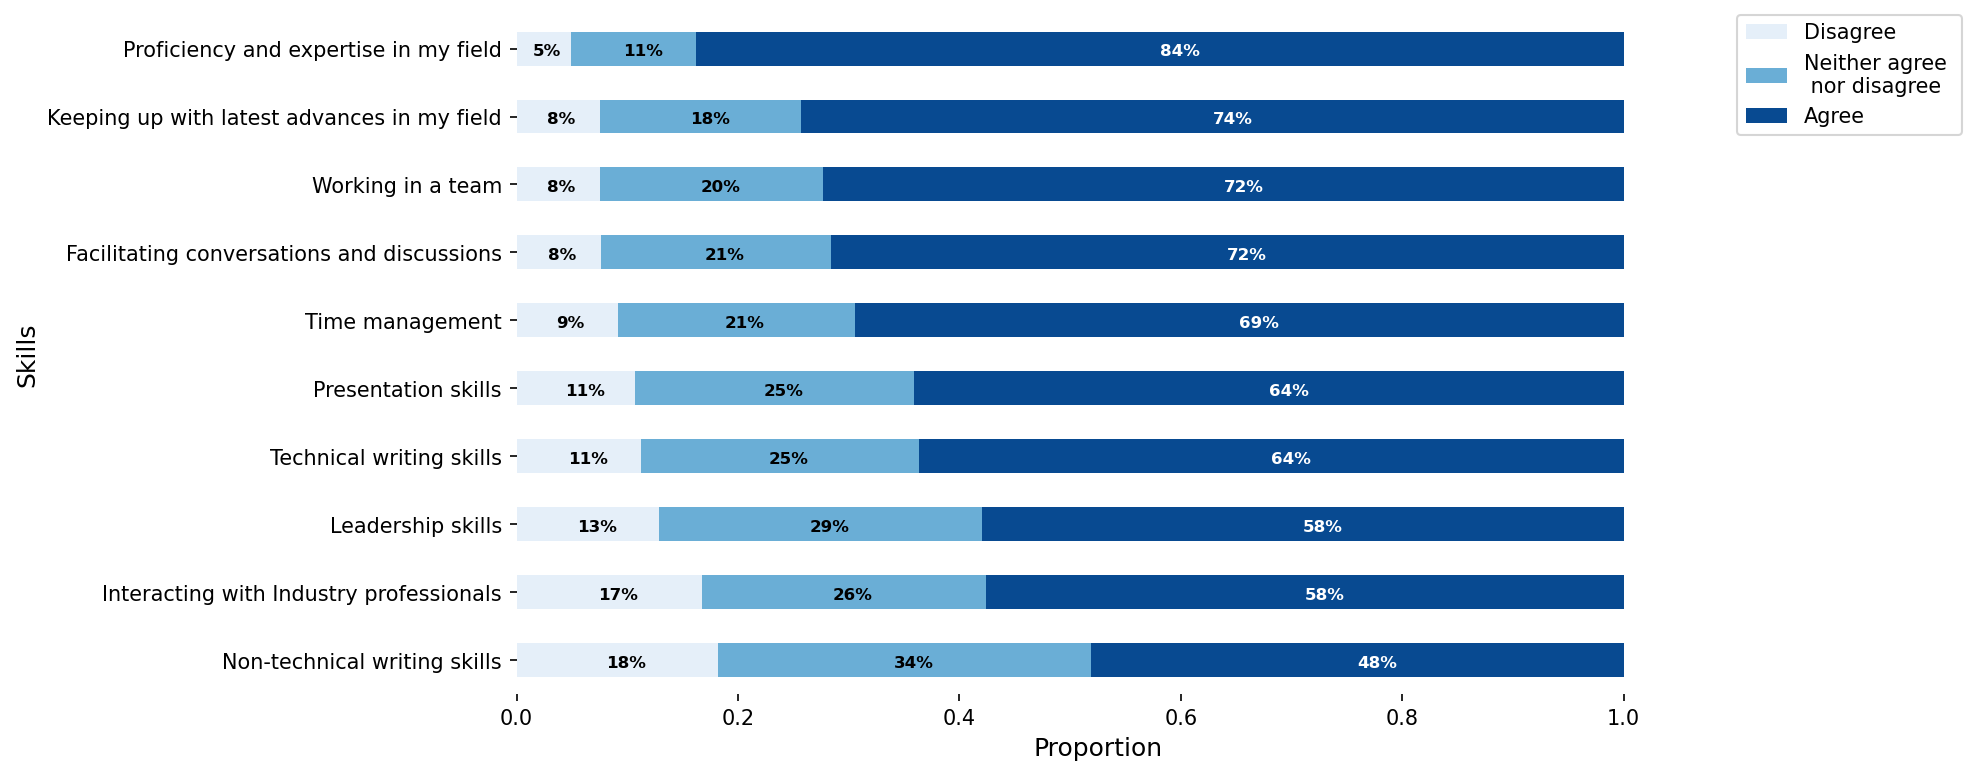 Disagree
Neither agree
nor disagree
Agree
Skills
Proficiency and expertise in my field 5% 11% 84%
Keeping up with latest advances in my field 8% 18% 74%
Working in a team 8% 20% 72%
Facilitating conversations and discussions 8% 21% 72%
Time management 9% 21% 69%
Presentation skills 11% 25% 64%
Technical writing skills 11% 25% 64%
Leadership skills 13% 29% 58%
Interacting with Industry professionals 17% 26% 58%
Non-technical writing skills 18% 34% 48%
0.0 0.2 0.4 0.6 0.8 1.0
Proportion